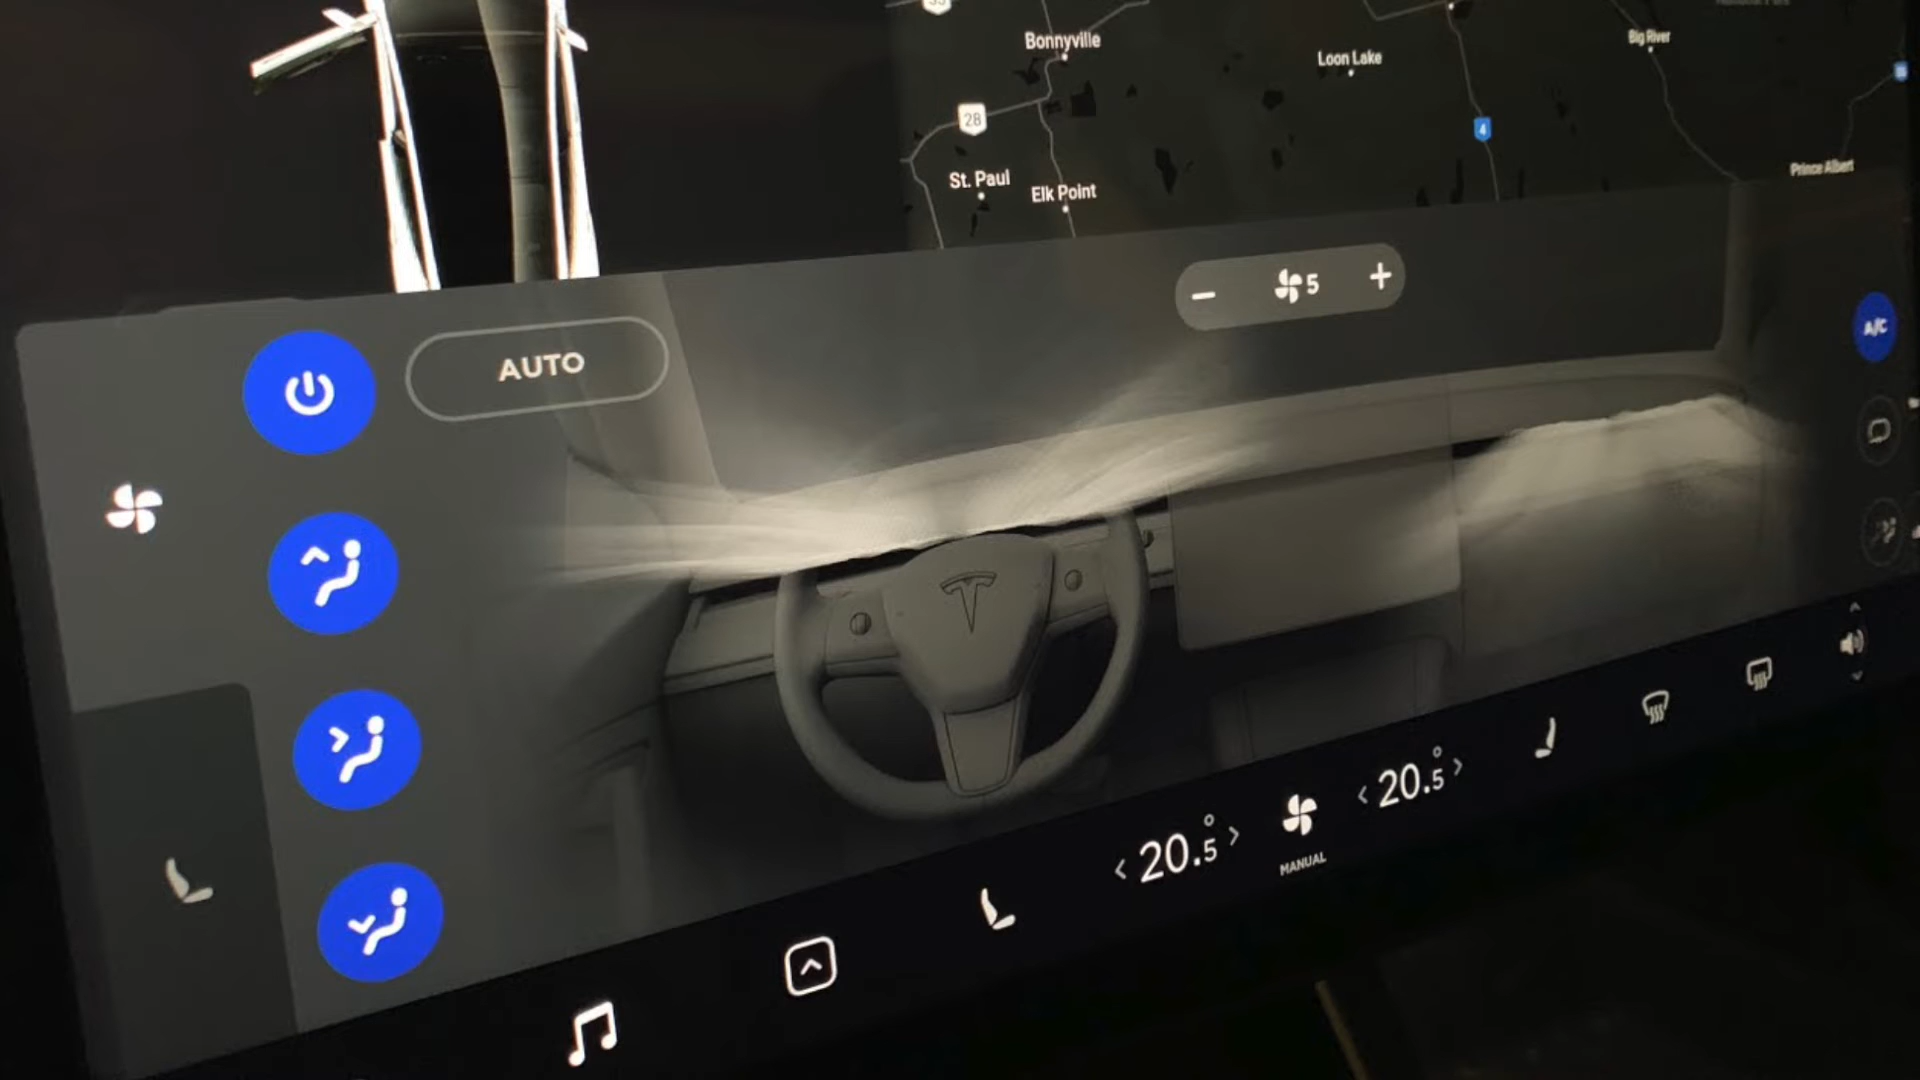 35
Bonnyville
Loon Lake
Big River
28
4
Prince Albert
St. Paul
Elk Point
5
AUTO
A/C
20.5°
20.5°
MANUAL